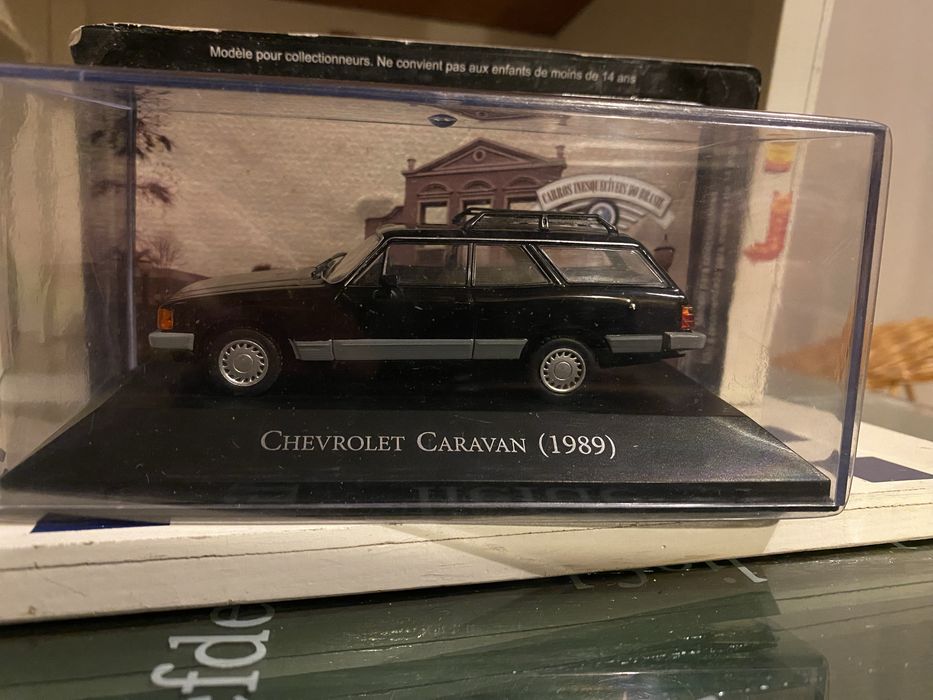 Modèle pour collectionneurs. Ne convient pas aux enfants de moins de 14 ans
CARROS INESQUECÍVEIS DO BRASIL
CHEVROLET CARAVAN (1989)
efde